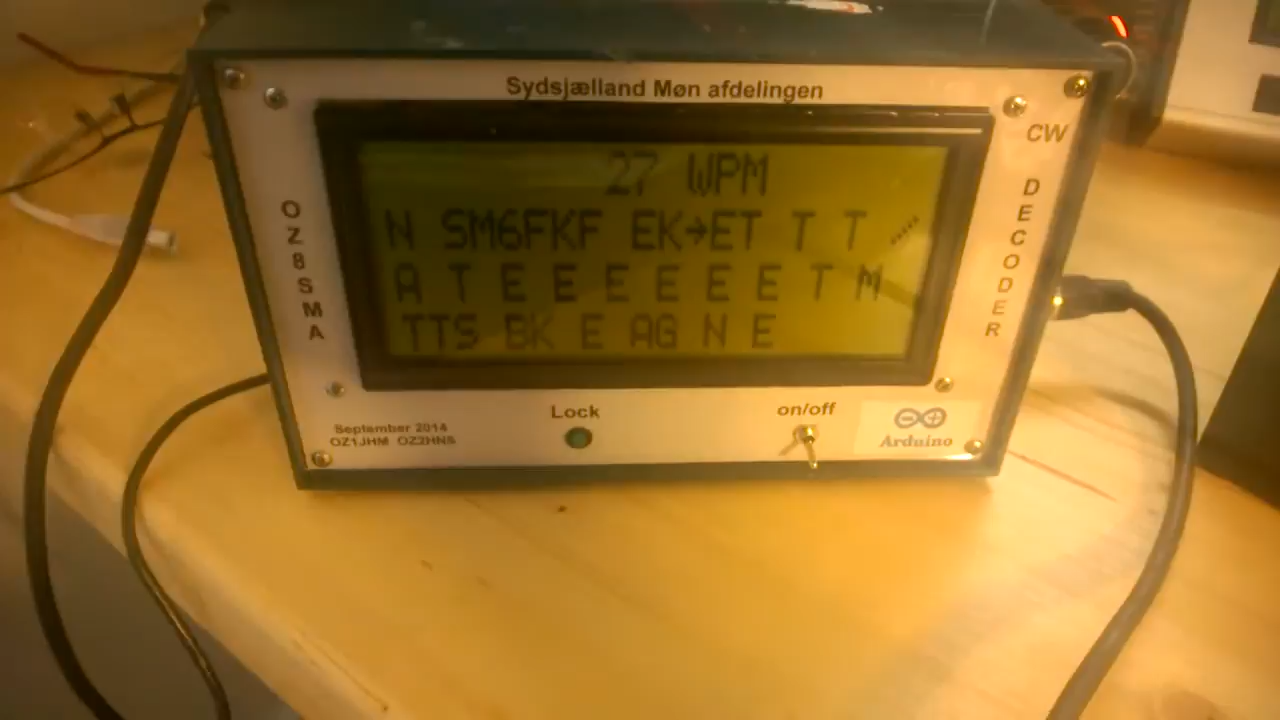 Sydsjælland Møn afdelingen
CW
DECODER
OZ8SMA
27 WPM
N SM6FKF EK→ET T T
A T E E E E E E T M
TTS BK E AG N E
Lock
on/off
September 2014
OZ1JHM OZ2HNS
Arduino